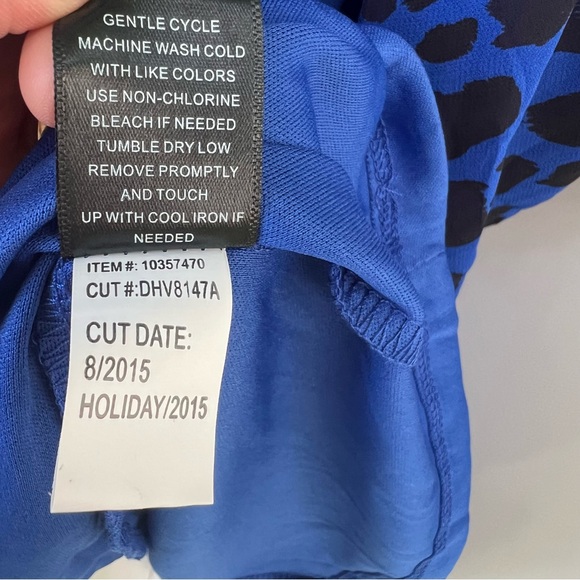 GENTLE CYCLE
MACHINE WASH COLD
WITH LIKE COLORS
USE NON-CHLORINE
BLEACH IF NEEDED
TUMBLE DRY LOW
REMOVE PROMPTLY
AND TOUCH
UP WITH COOL IRON IF
NEEDED
ITEM #: 10357470
CUT #:DHV8147A
CUT DATE:
8/2015
HOLIDAY/2015